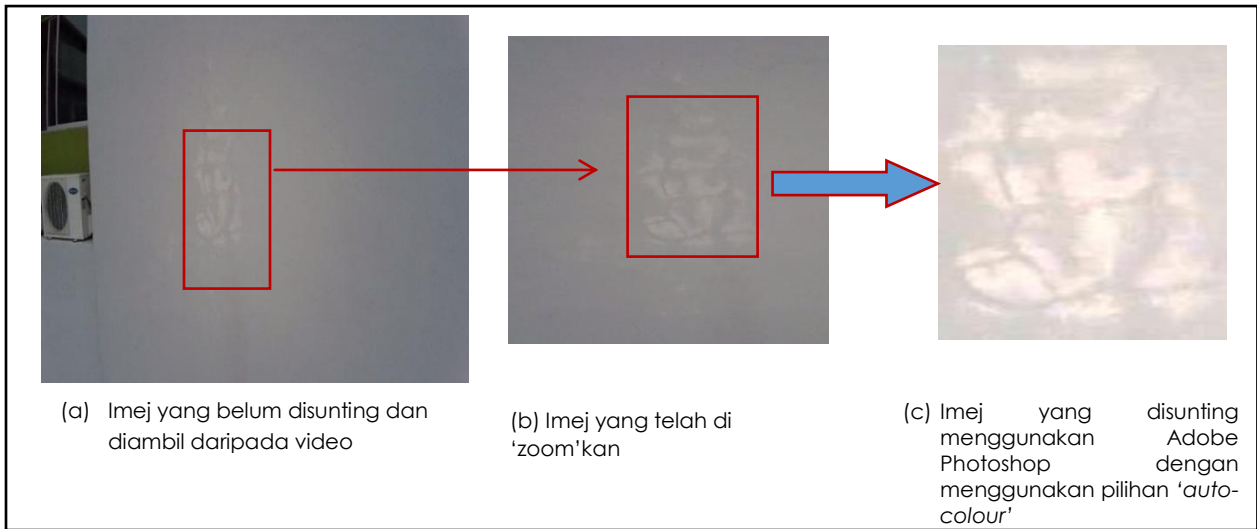 (a) Imej yang belum disunting dan
diambil daripada video
(b) Imej yang telah di
‘zoom’kan
(c) Imej yang disunting
menggunakan Adobe
Photoshop dengan
menggunakan pilihan ‘auto-
colour’